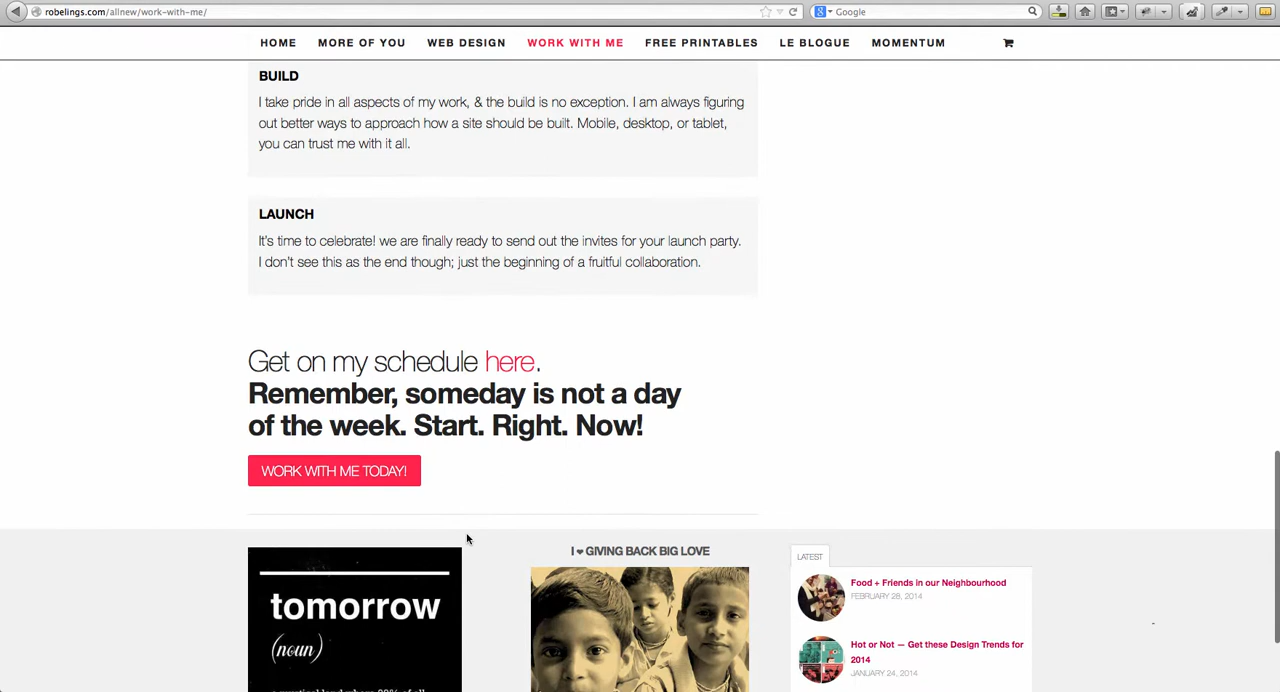 robelings.com/allnew/work-with-me/
Google
HOME MORE OF YOU WEB DESIGN WORK WITH ME FREE PRINTABLES LE BLOGUE MOMENTUM
BUILD
I take pride in all aspects of my work, & the build is no exception. I am always figuring
out better ways to approach how a site should be built. Mobile, desktop, or tablet,
you can trust me with it all.
LAUNCH
It's time to celebrate! we are finally ready to send out the invites for your launch party.
I don't see this as the end though; just the beginning of a fruitful collaboration.
Get on my schedule here.
Remember, someday is not a day
of the week. Start. Right. Now!
WORK WITH ME TODAY!
tomorrow
(noun)
I ❤ GIVING BACK BIG LOVE
LATEST
Food + Friends in our Neighbourhood
FEBRUARY 28, 2014
Hot or Not — Get these Design Trends for
2014
JANUARY 24, 2014